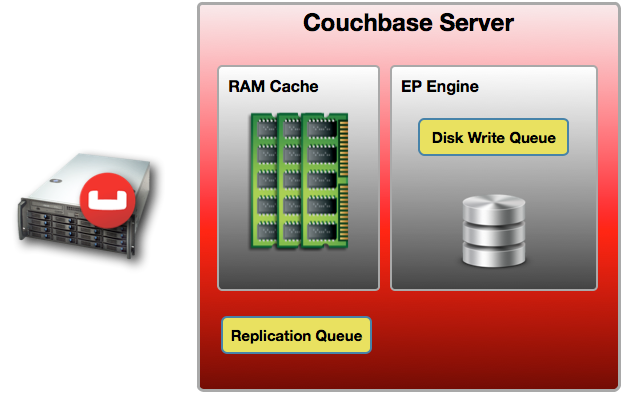 Couchbase Server
RAM Cache
EP Engine
Disk Write Queue
Replication Queue